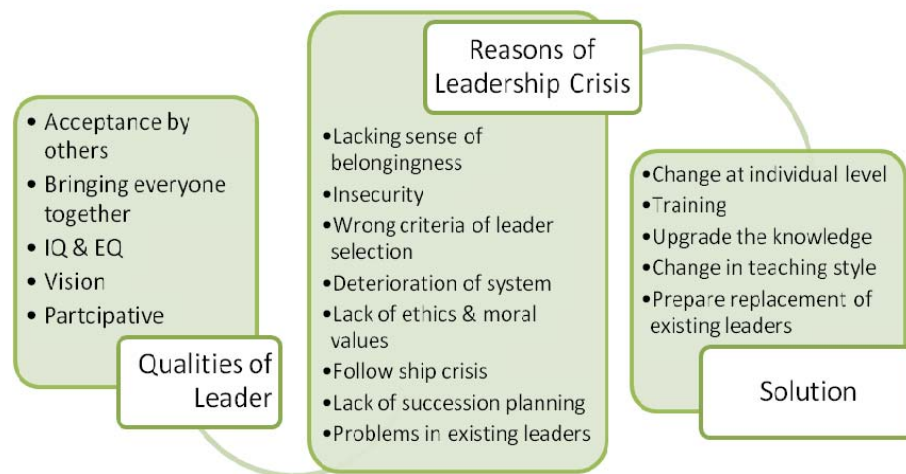 • Acceptance by
others
• Bringing everyone
together
• IQ & EQ
• Vision
• Partcipative
Qualities of
Leader
Reasons of
Leadership Crisis
•Lacking sense of
belongingness
•Insecurity
•Wrong criteria of leader
selection
•Deterioration of system
•Lack of ethics & moral
values
•Follow ship crisis
•Lack of succession planning
•Problems in existing leaders
•Change at individual level
•Training
•Upgrade the knowledge
•Change in teaching style
•Prepare replacement of
existing leaders
Solution